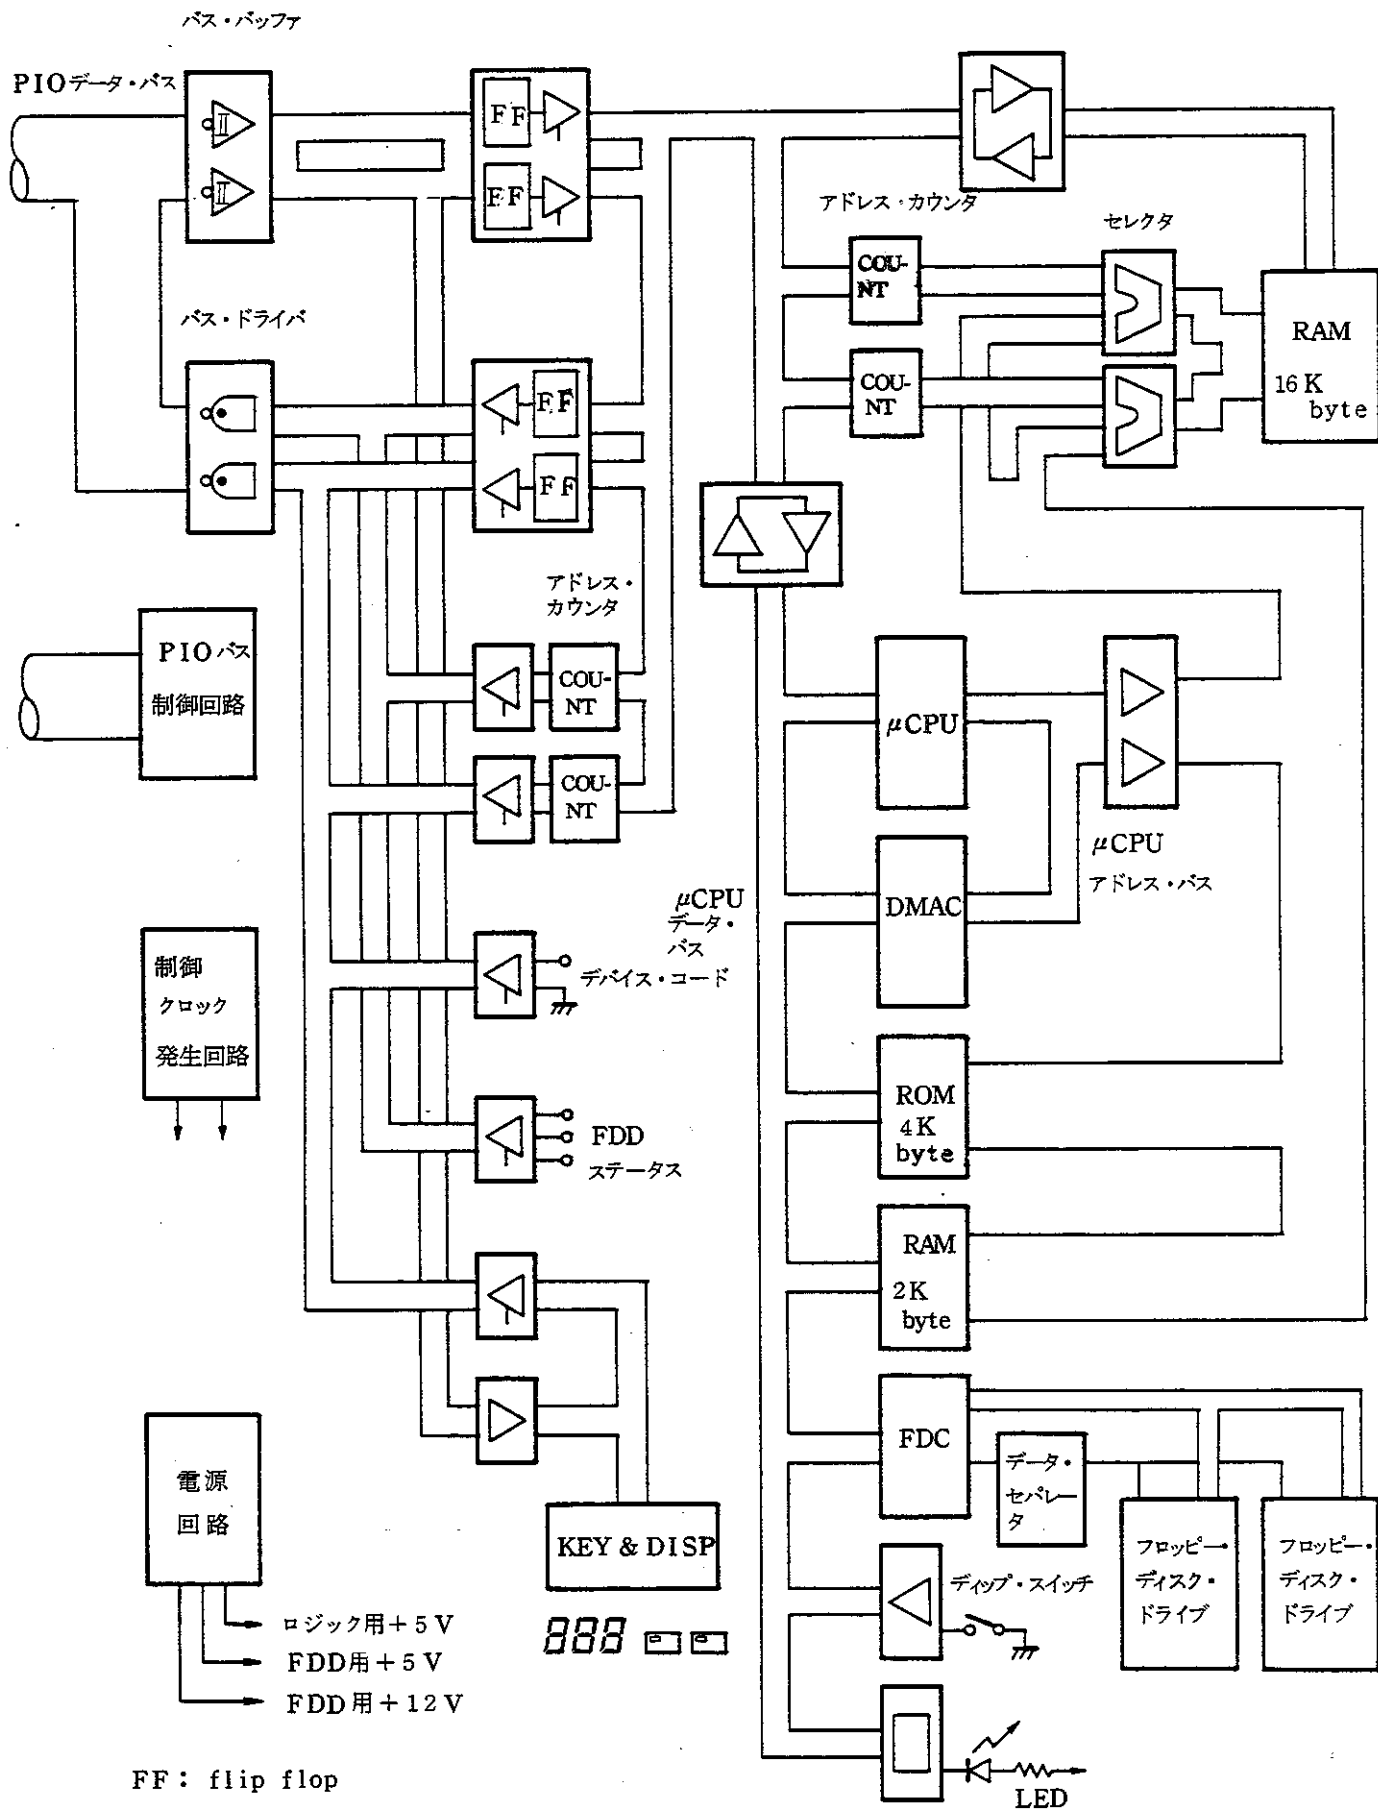 バス・バッファ
PIOデータ・バス
II
II
FF
FF
アドレス・カウンタ
セレクタ
COU-
NT
COU-
NT
RAM
16K
byte
バス・ドライバ
FF
FF
アドレス・
カウンタ
PIOバス
制御回路
COU-
NT
COU-
NT
μCPU
μCPU
アドレス・バス
DMAC
μCPU
データ・
バス
制御
クロック
発生回路
デバイス・コード
ROM
4K
byte
FDD
ステータス
RAM
2K
byte
FDC
データ・
セパレー
タ
電源
回路
KEY & DISP
888
フロッピー・
ディスク・
ドライブ
フロッピー・
ディスク・
ドライブ
ディップ・スイッチ
ロジック用+5V
FDD用+5V
FDD用+12V
LED
FF: flip flop